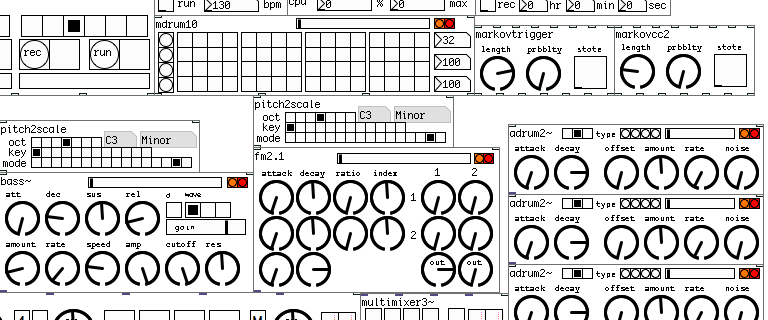 run 130 bpm cpu 0 % 0 max rec 0 hr 0 min 0 sec
mdrum10
rec run
32
100
100
markovtrigger
length prbblty state
markovcc2
length prbblty state
pitch2scale
oct C3 Minor
key
mode
pitch2scale
oct C3 Minor
key
mode
bass~
att dec sus rel d wave
gain
amount rate speed amp cutoff res
fm2.1
attack decay ratio index 1 2
1
2
out out
adrum2~ type
attack decay offset amount rate noise
adrum2~ type
attack decay offset amount rate noise
adrum2~ type
attack decay offset amount rate noise
multimixer3~